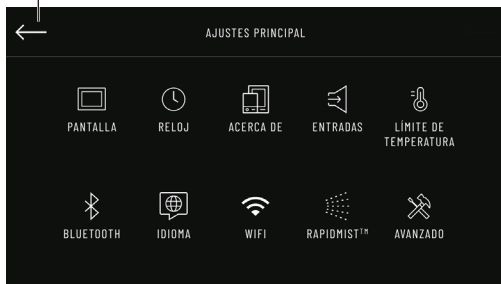 AJUSTES PRINCIPAL
PANTALLA
RELOJ
ACERCA DE
ENTRADAS
LÍMITE DE
TEMPERATURA
BLUETOOTH
IDIOMA
WIFI
RAPIDMIST™
AVANZADO